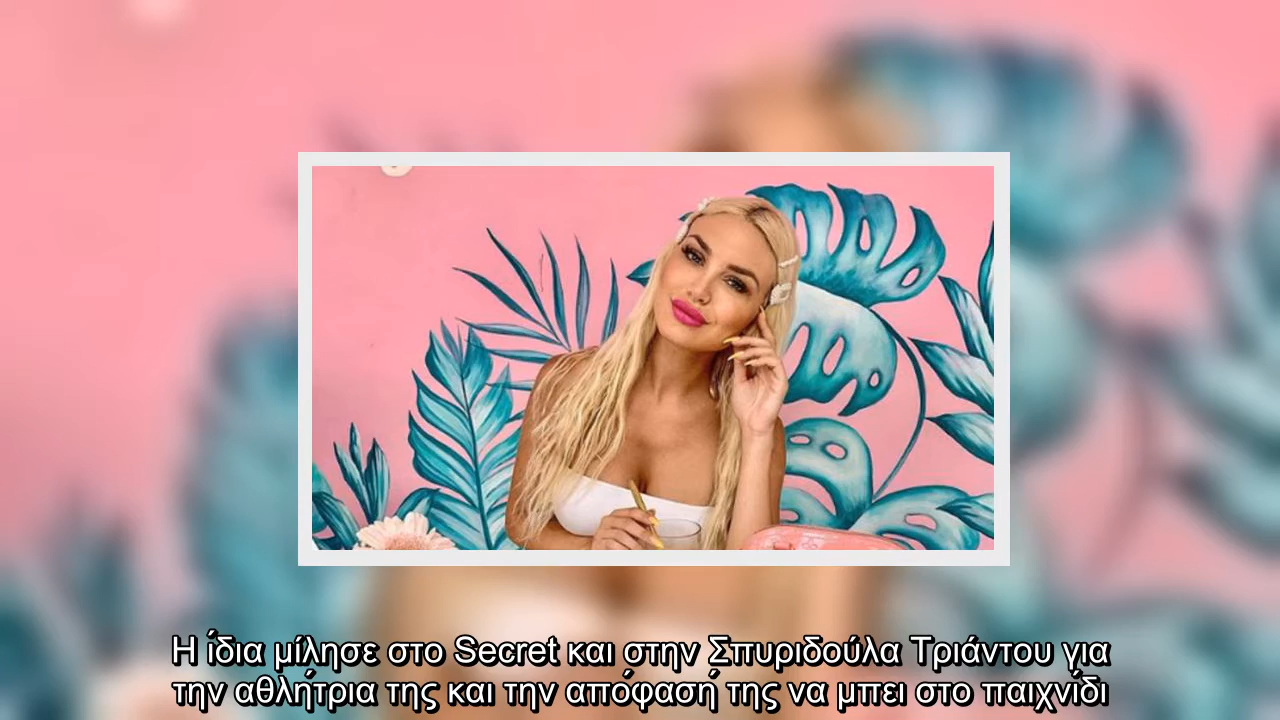 Η ίδια μίλησε στο Secret και στην Σπυριδούλα Τριάντου για
την αθλήτρια της και την απόφασή της να μπει στο παιχνίδι